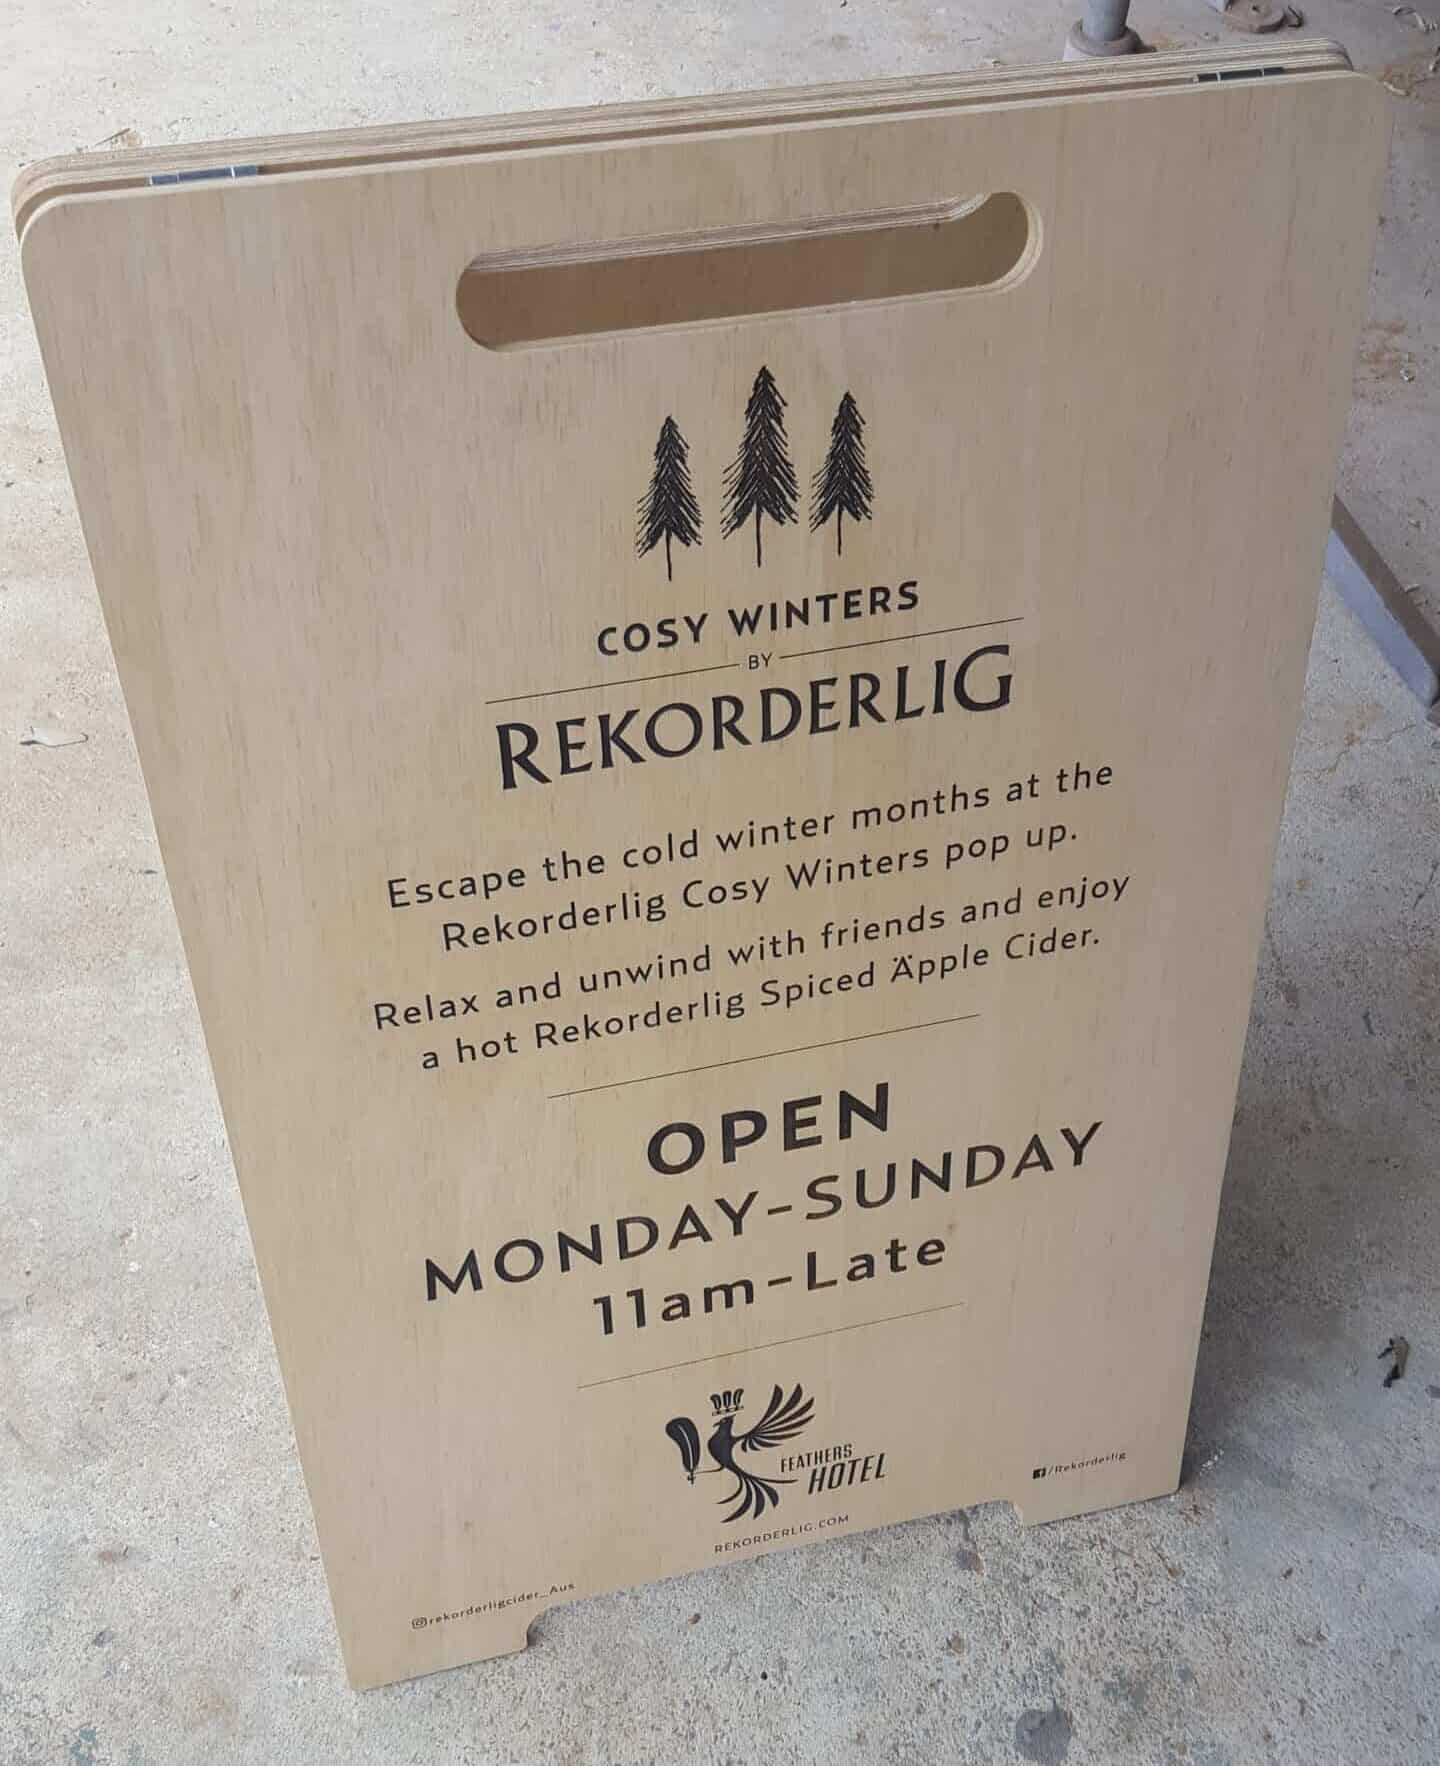 COSY WINTERS
BY
REKORDERLIG
Escape the cold winter months at the
Rekorderlig Cosy Winters pop up.
Relax and unwind with friends and enjoy
a hot Rekorderlig Spiced Äpple Cider.
OPEN
MONDAY-SUNDAY
11am-Late
FEATHERS
HOTEL
/Rekorderlig
REKORDERLIG.COM
rekorderligcider_Aus